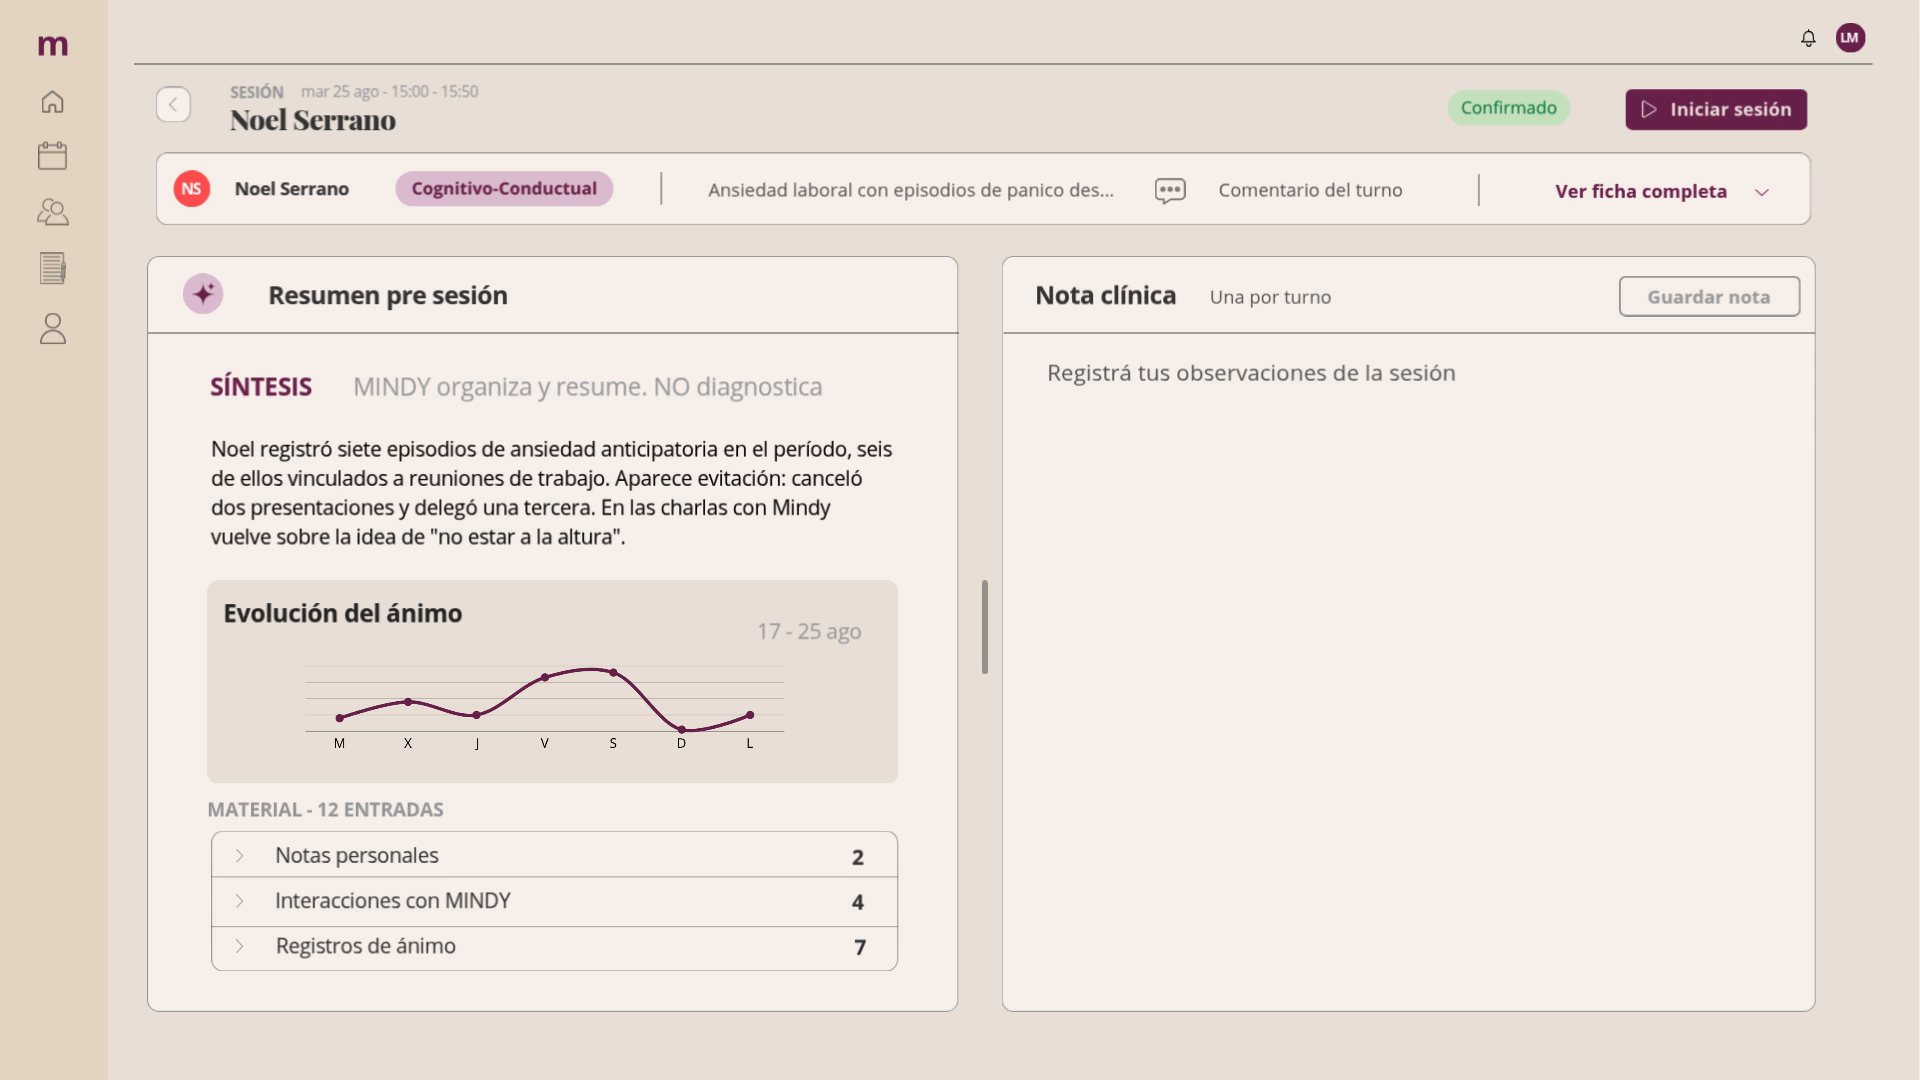 m
LM
SESIÓN mar 25 ago - 15:00 - 15:50
Noel Serrano
Confirmado
Iniciar sesión
NS Noel Serrano Cognitivo-Conductual Ansiedad laboral con episodios de panico des... Comentario del turno Ver ficha completa
Resumen pre sesión
SÍNTESIS MINDY organiza y resume. NO diagnostica
Noel registró siete episodios de ansiedad anticipatoria en el período, seis
de ellos vinculados a reuniones de trabajo. Aparece evitación: canceló
dos presentaciones y delegó una tercera. En las charlas con Mindy
vuelve sobre la idea de "no estar a la altura".
Evolución del ánimo
17 - 25 ago
M X J V S D L
MATERIAL - 12 ENTRADAS
Notas personales 2
Interacciones con MINDY 4
Registros de ánimo 7
Nota clínica Una por turno Guardar nota
Registrá tus observaciones de la sesión